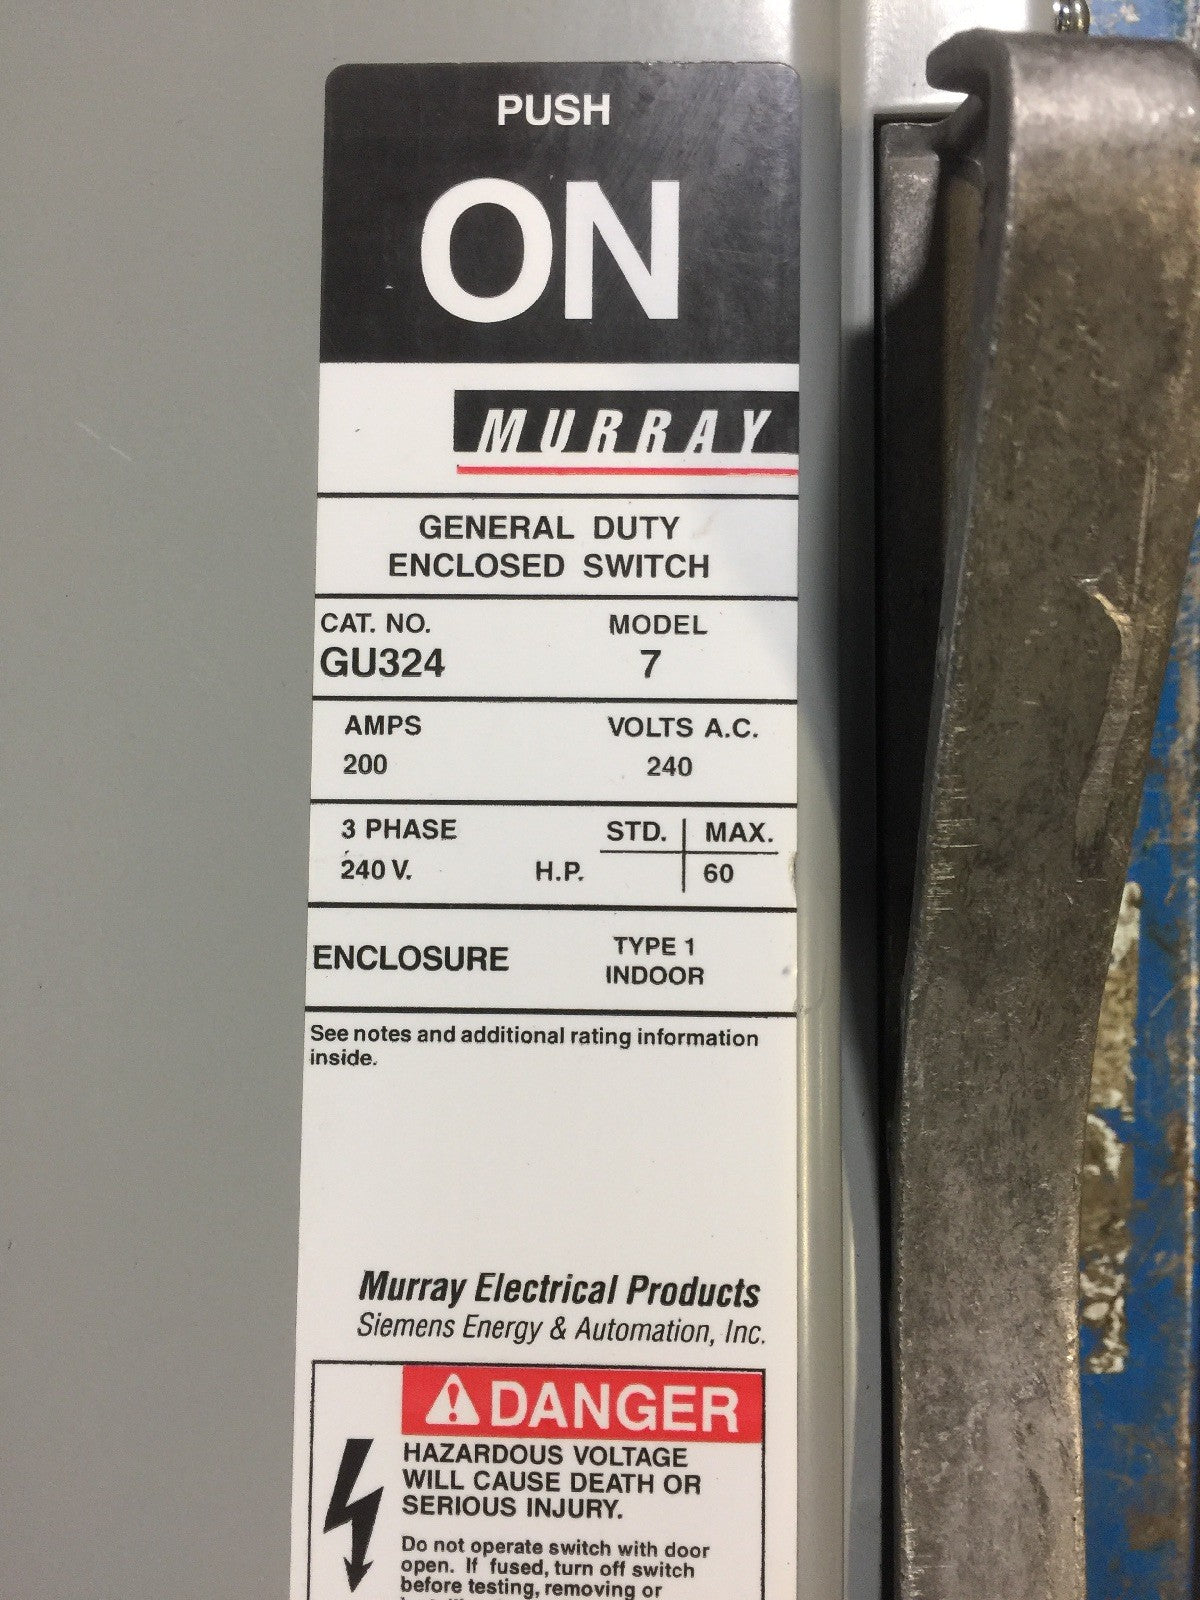 PUSH
ON
MURRAY
GENERAL DUTY
ENCLOSED SWITCH
CAT. NO. MODEL
GU324 7
AMPS VOLTS A.C.
200 240
3 PHASE STD. MAX.
240 V. H.P. 60
ENCLOSURE TYPE 1
INDOOR
See notes and additional rating information
inside.
Murray Electrical Products
Siemens Energy & Automation, Inc.
DANGER
HAZARDOUS VOLTAGE
WILL CAUSE DEATH OR
SERIOUS INJURY.
Do not operate switch with door
open. If fused, turn off switch
before testing, removing or